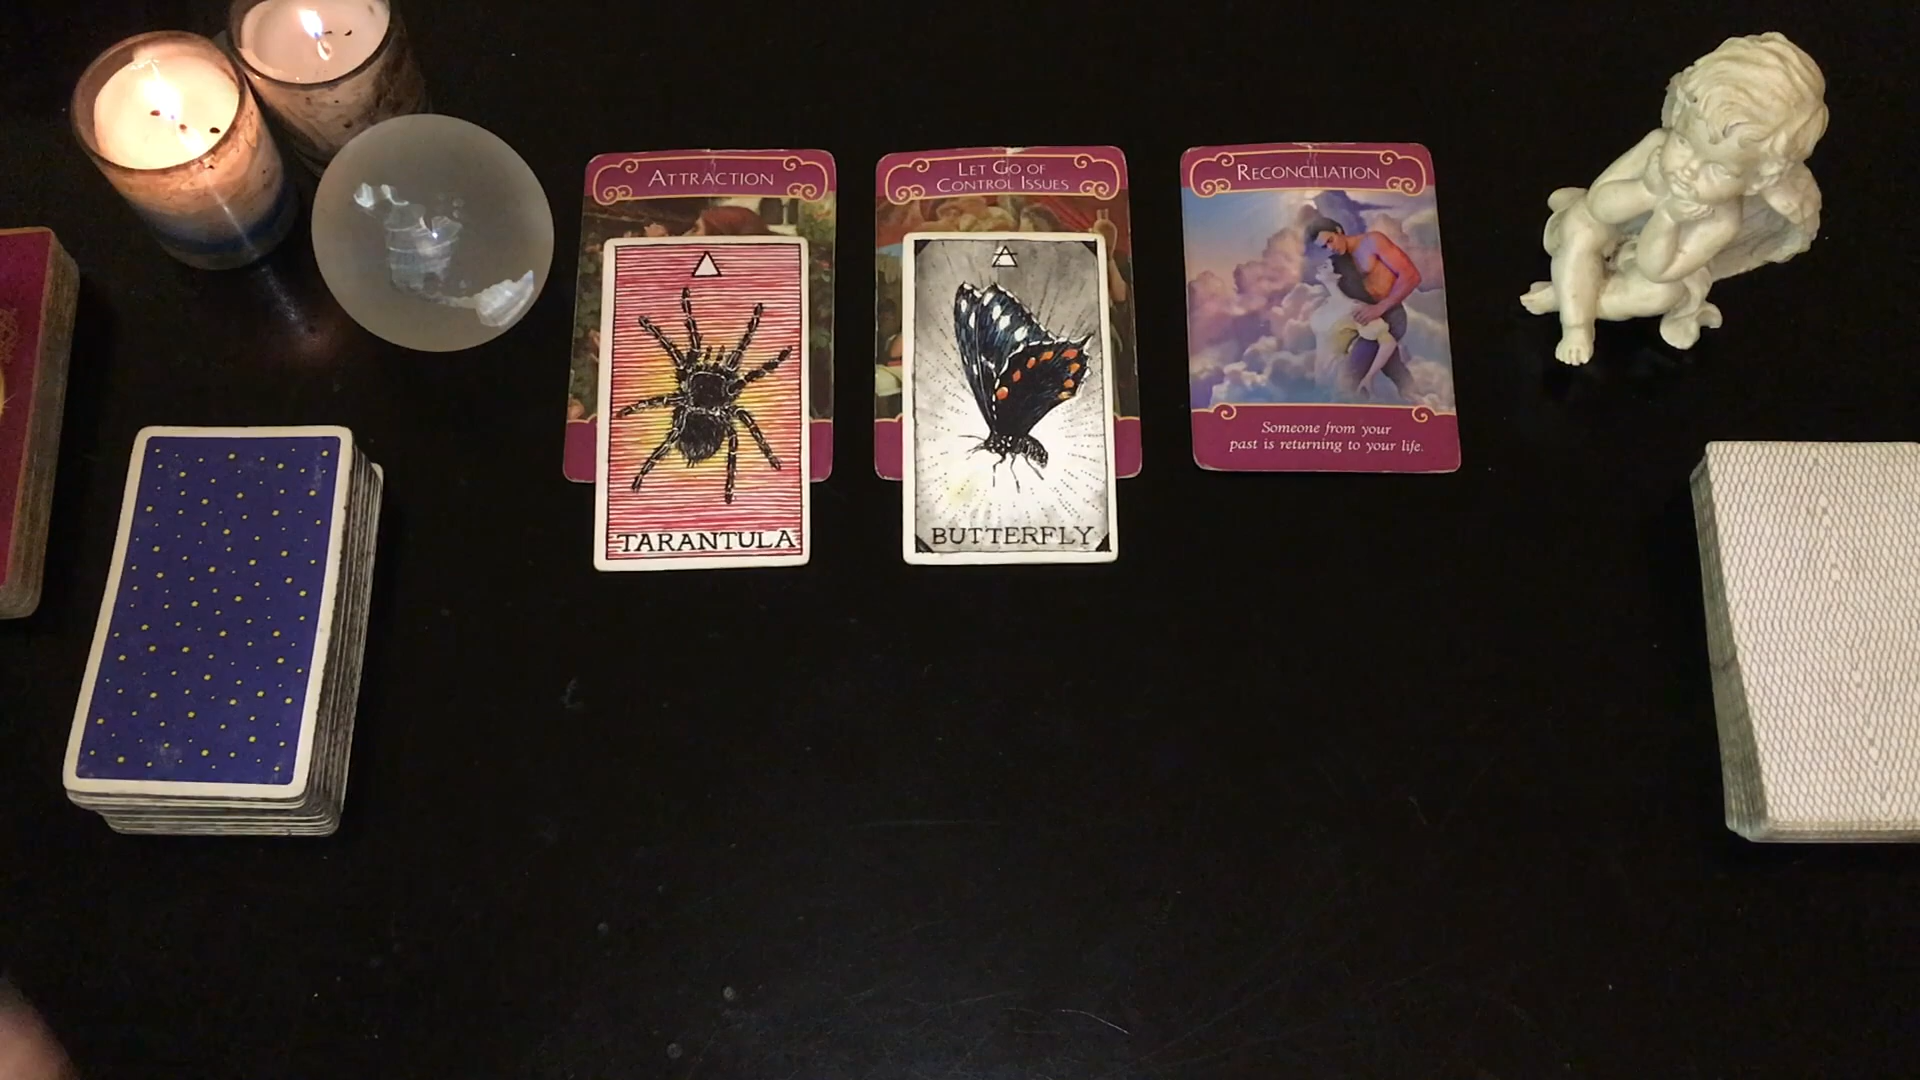 ATTRACTION
LET GO OF
CONTROL ISSUES
RECONCILIATION
Someone from your
past is returning to your life.
TARANTULA
BUTTERFLY